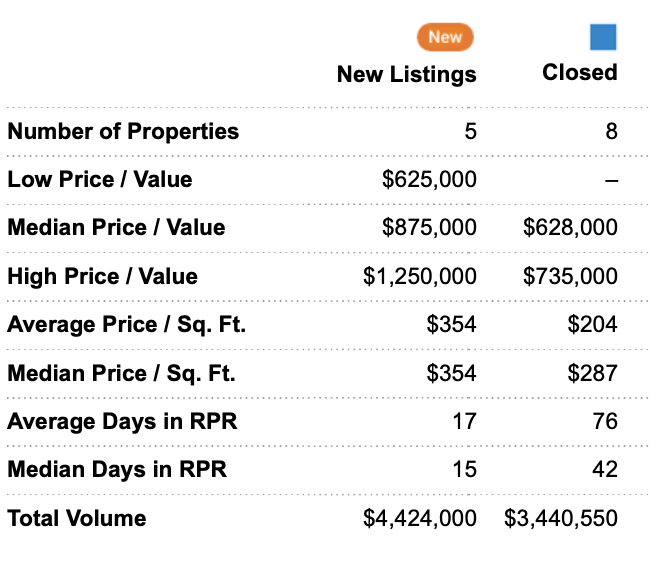 New
New Listings Closed
Number of Properties 5 8
Low Price / Value $625,000 –
Median Price / Value $875,000 $628,000
High Price / Value $1,250,000 $735,000
Average Price / Sq. Ft. $354 $204
Median Price / Sq. Ft. $354 $287
Average Days in RPR 17 76
Median Days in RPR 15 42
Total Volume $4,424,000 $3,440,550